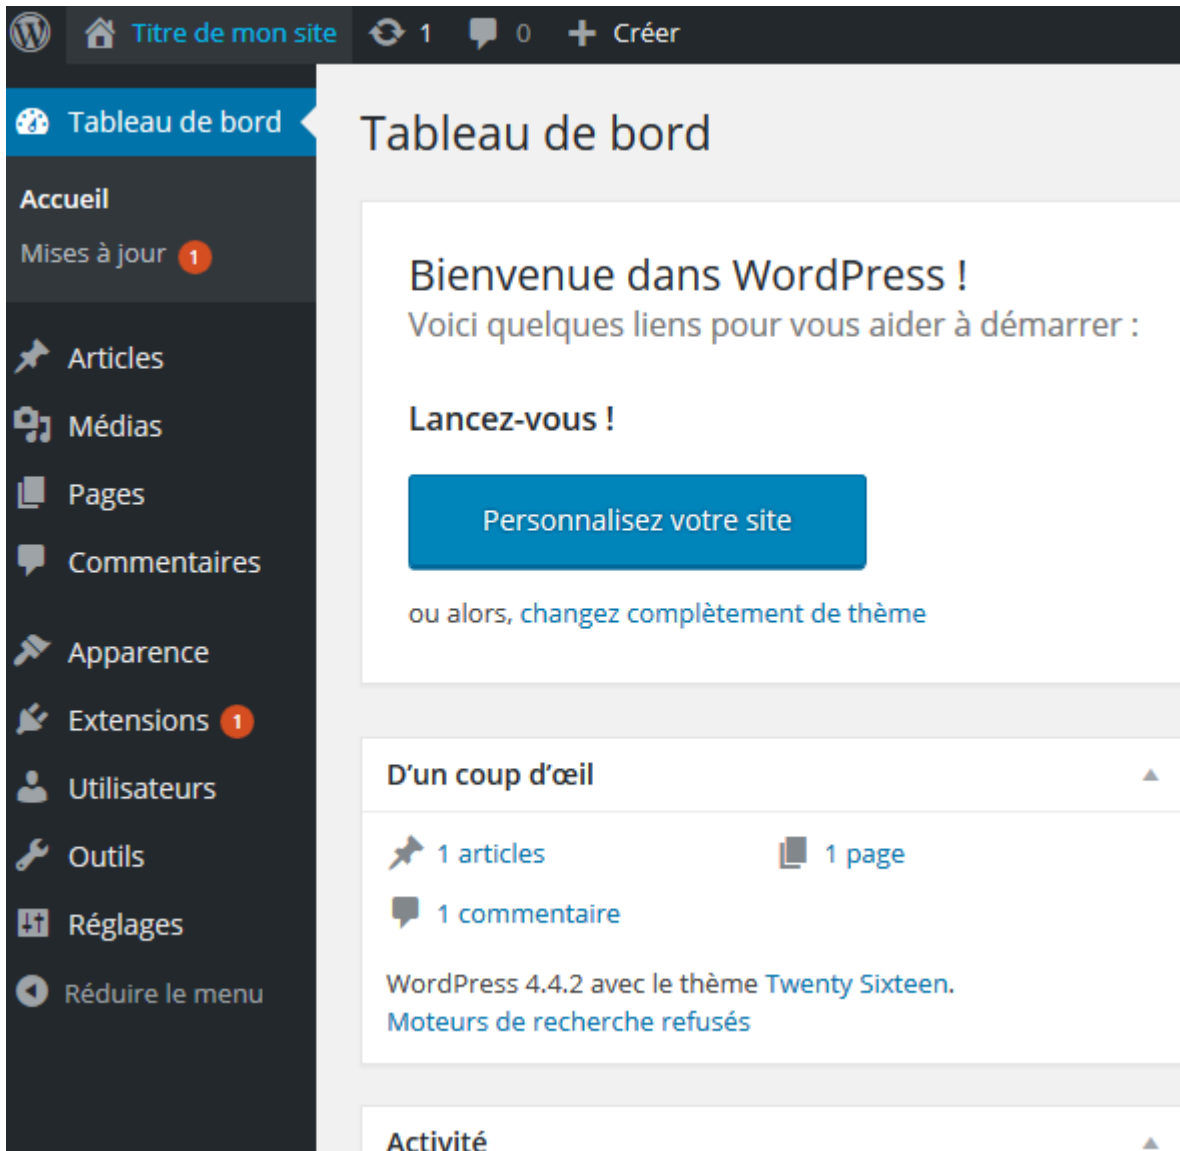 Titre de mon site 1 0 Créer
Tableau de bord
Accueil
Mises à jour 1
Articles
Médias
Pages
Commentaires
Apparence
Extensions 1
Utilisateurs
Outils
Réglages
Réduire le menu
Tableau de bord
Bienvenue dans WordPress !
Voici quelques liens pour vous aider à démarrer :
Lancez-vous !
Personnalisez votre site
ou alors, changez complètement de thème
D’un coup d’œil
1 articles 1 page
1 commentaire
WordPress 4.4.2 avec le thème Twenty Sixteen.
Moteurs de recherche refusés
Activité